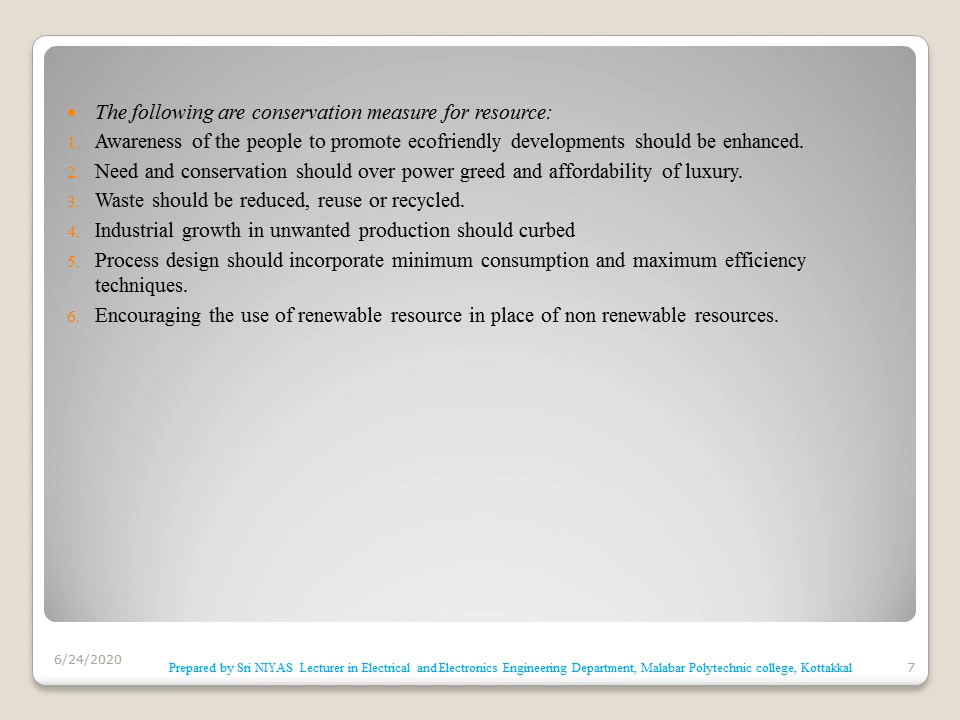 The following are conservation measure for resource:
1. Awareness of the people to promote ecofriendly developments should be enhanced.
2. Need and conservation should over power greed and affordability of luxury.
3. Waste should be reduced, reuse or recycled.
4. Industrial growth in unwanted production should curbed
5. Process design should incorporate minimum consumption and maximum efficiency
techniques.
6. Encouraging the use of renewable resource in place of non renewable resources.
6/24/2020
Prepared by Sri NIYAS Lecturer in Electrical and Electronics Engineering Department, Malabar Polytechnic college, Kottakkal
7